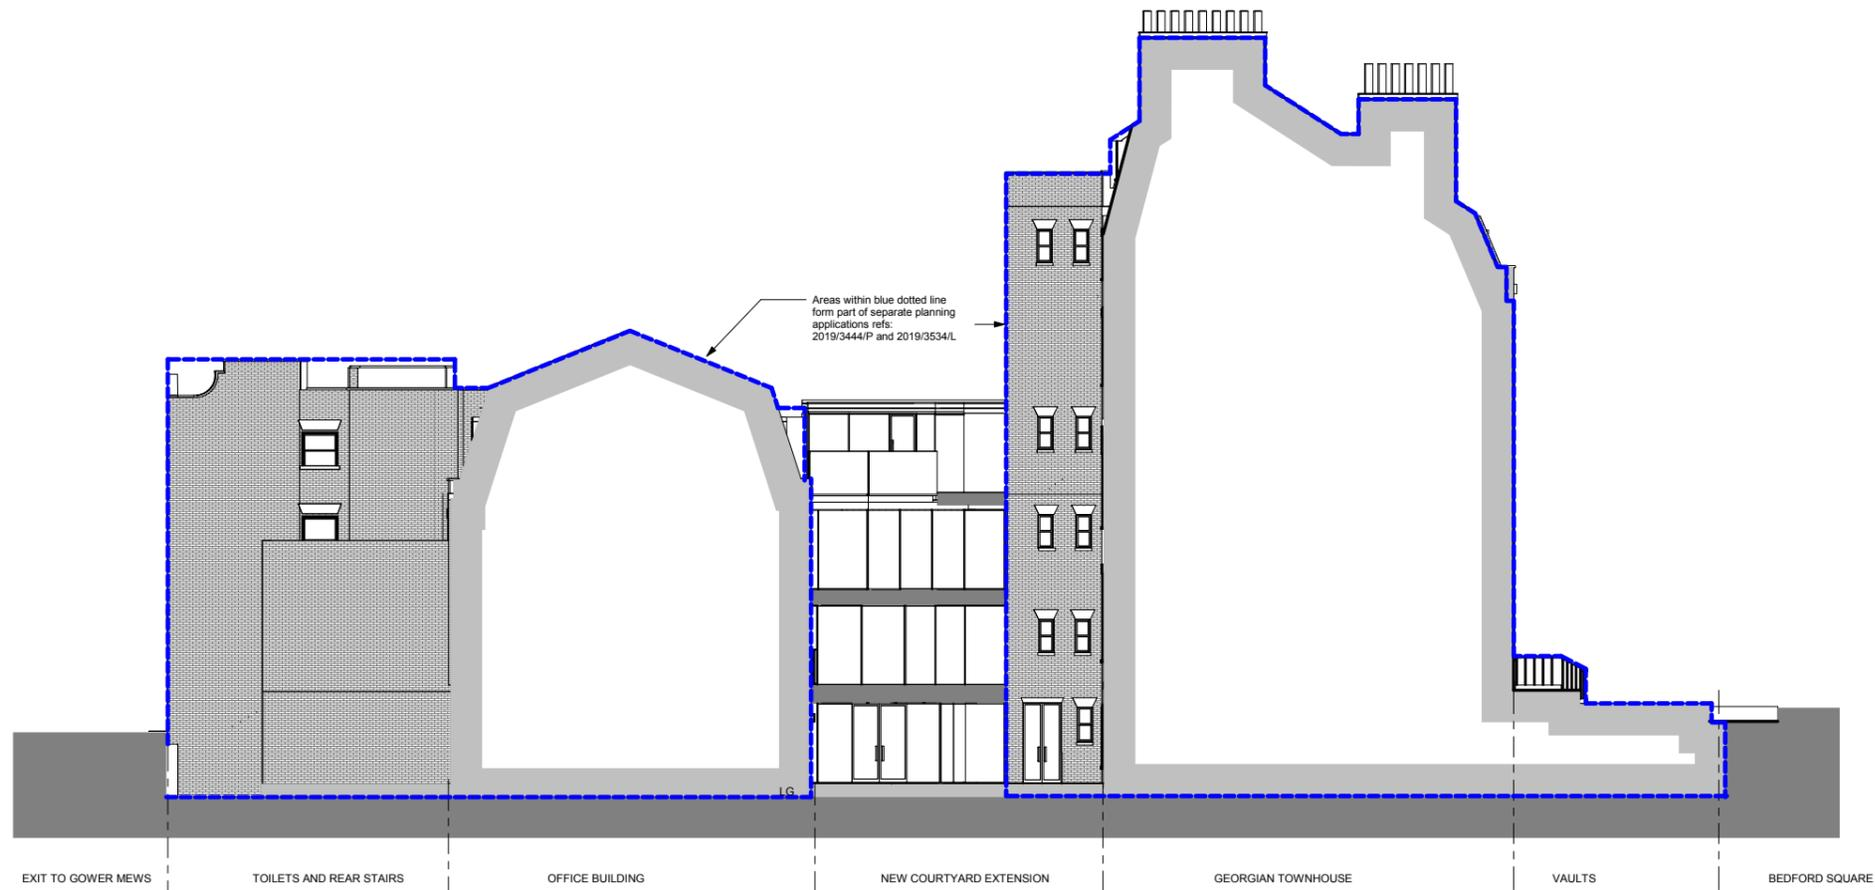 Areas within blue dotted line
form part of separate planning
applications refs:
2019/3444/P and 2019/3534/L
LG
EXIT TO GOWER MEWS
TOILETS AND REAR STAIRS
OFFICE BUILDING
NEW COURTYARD EXTENSION
GEORGIAN TOWNHOUSE
VAULTS
BEDFORD SQUARE